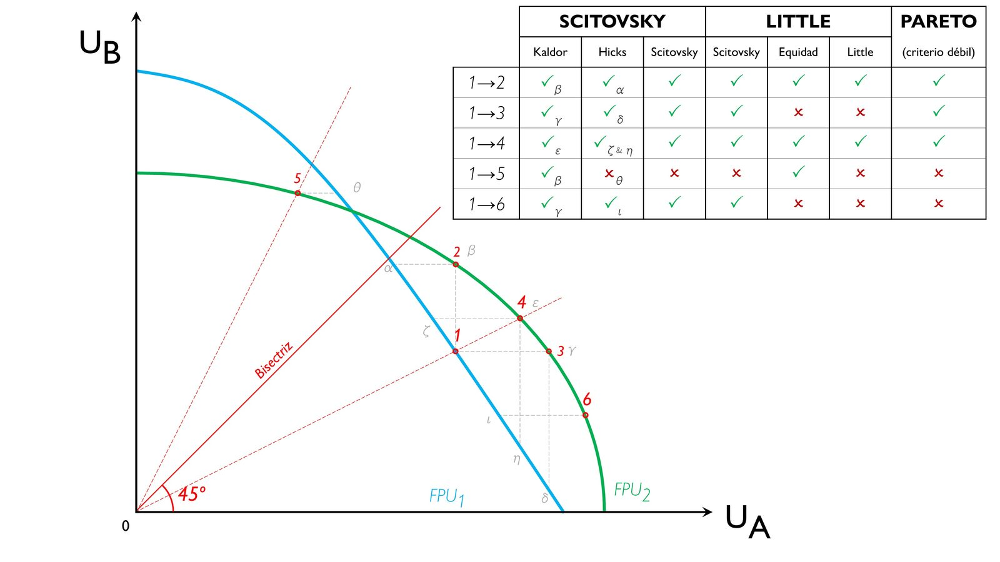 SCITOVSKY LITTLE PARETO
Kaldor Hicks Scitovsky Scitovsky Equidad Little (criterio débil)
1→2 ✓β ✓α ✓ ✓ ✓ ✓ ✓
1→3 ✓γ ✓δ ✓ ✓ × × ✓
1→4 ✓ε ✓ζ & η ✓ ✓ ✓ ✓ ✓
1→5 ✓β ×θ × × ✓ × ×
1→6 ✓γ ✓ι ✓ ✓ × × ×
UB
5 θ
2 β
α
4 ε
ζ
1
3 γ
Bisectriz
6
ι
η
45º
FPU1
δ
FPU2
0
UA